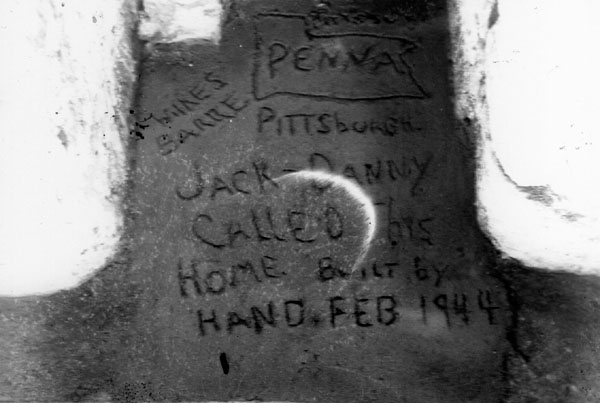 PENNA
WILKES
BARRE
PITTSbURGH.
JACK - DANNY
CALLED THIS
HOME. BUILT by
HAND. FEB 1944